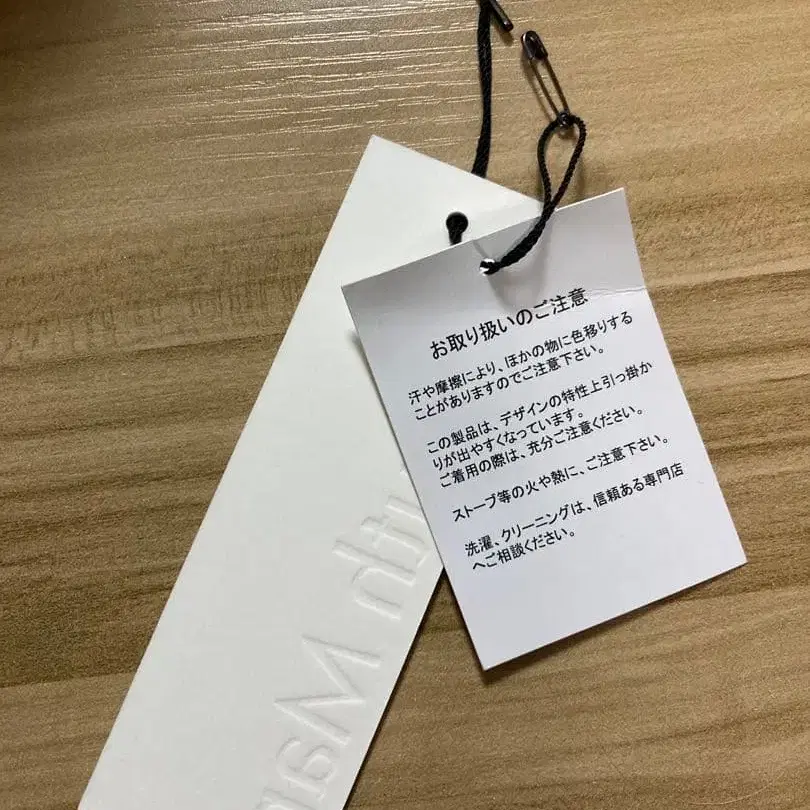 お取り扱いのご注意
汗や摩擦により、ほかの物に色移りする
ことがありますのでご注意下さい。
この製品は、デザインの特性上引っ掛か
りが出やすくなっています。
ご着用の際は、充分ご注意ください。
ストーブ等の火や熱に、ご注意下さい。
洗濯、クリーニングは、信頼ある専門店
へご相談ください。